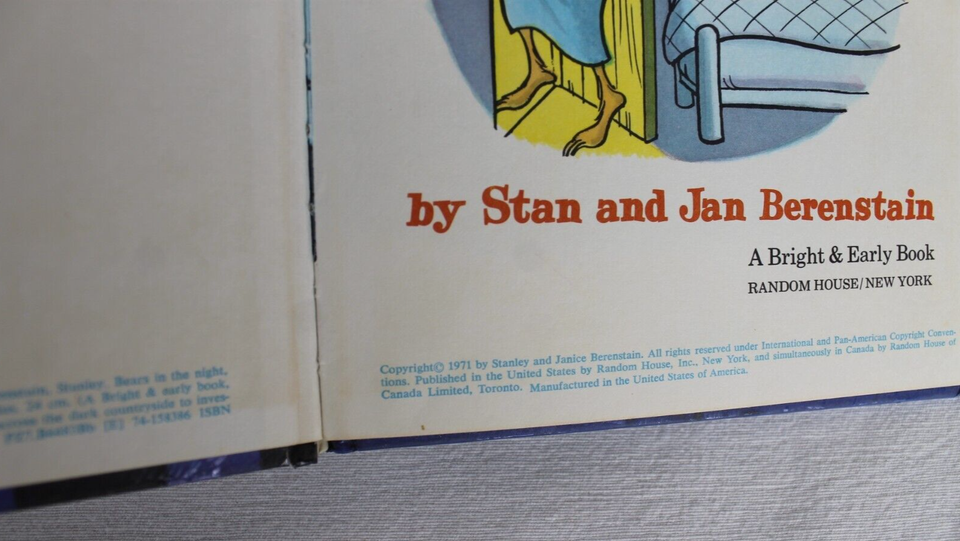 by Stan and Jan Berenstain
A Bright & Early Book
RANDOM HOUSE/NEW YORK
Copyright© 1971 by Stanley and Janice Berenstain. All rights reserved under International and Pan-American Copyright Conven-
tions. Published in the United States by Random House, Inc., New York, and simultaneously in Canada by Random House of
Canada Limited, Toronto. Manufactured in the United States of America.
Stanley. Bears in the night,
24 cm. (A Bright & early book,
across the dark countryside to inves-
[E] 74-158386 ISBN